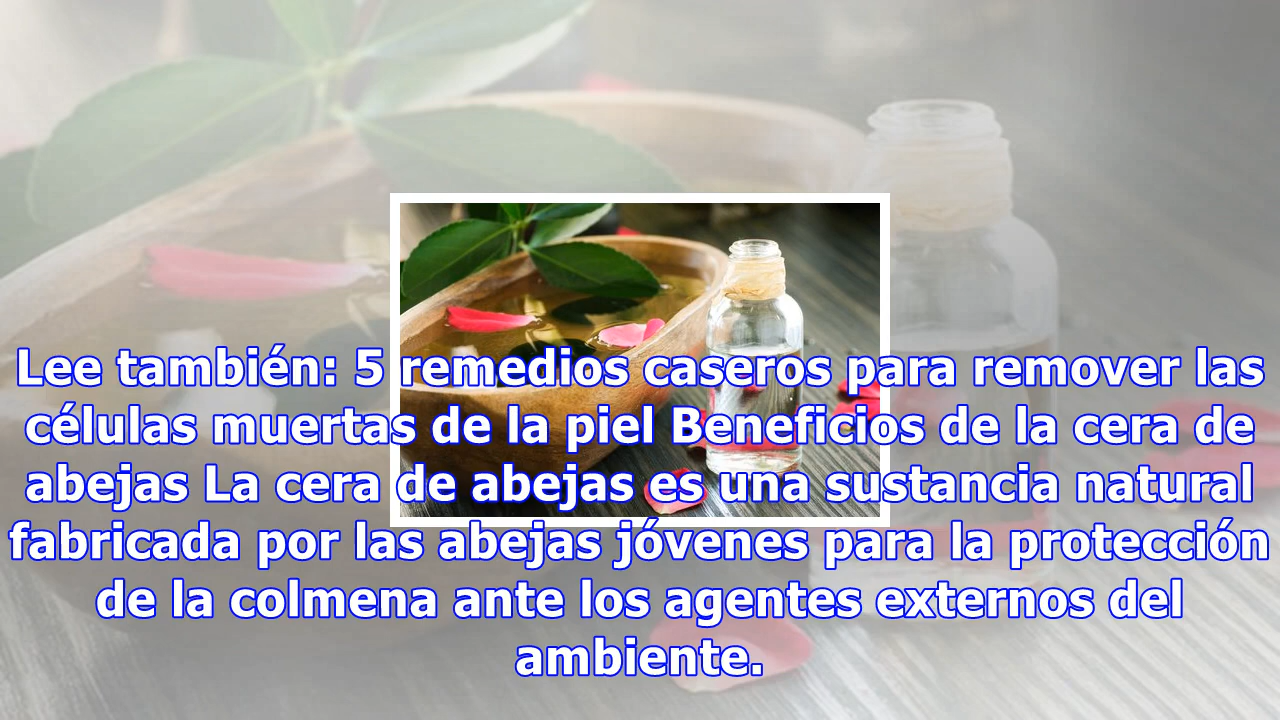 Lee también: 5 remedios caseros para remover las
células muertas de la piel Beneficios de la cera de
abejas La cera de abejas es una sustancia natural
fabricada por las abejas jóvenes para la protección
de la colmena ante los agentes externos del
ambiente.